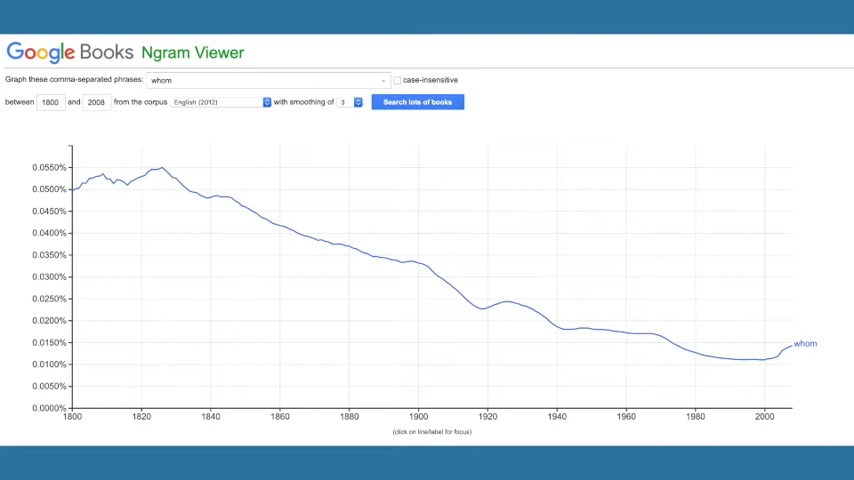 Google Books Ngram Viewer
Graph these comma-separated phrases: whom case-insensitive
between 1800 and 2008 from the corpus English (2012) with smoothing of 3 Search lots of books
0.0550%
0.0500%
0.0450%
0.0400%
0.0350%
0.0300%
0.0250%
0.0200%
0.0150%
whom
0.0100%
0.0050%
0.0000%
1800 1820 1840 1860 1880 1900 1920 1940 1960 1980 2000
(click on line/label for focus)